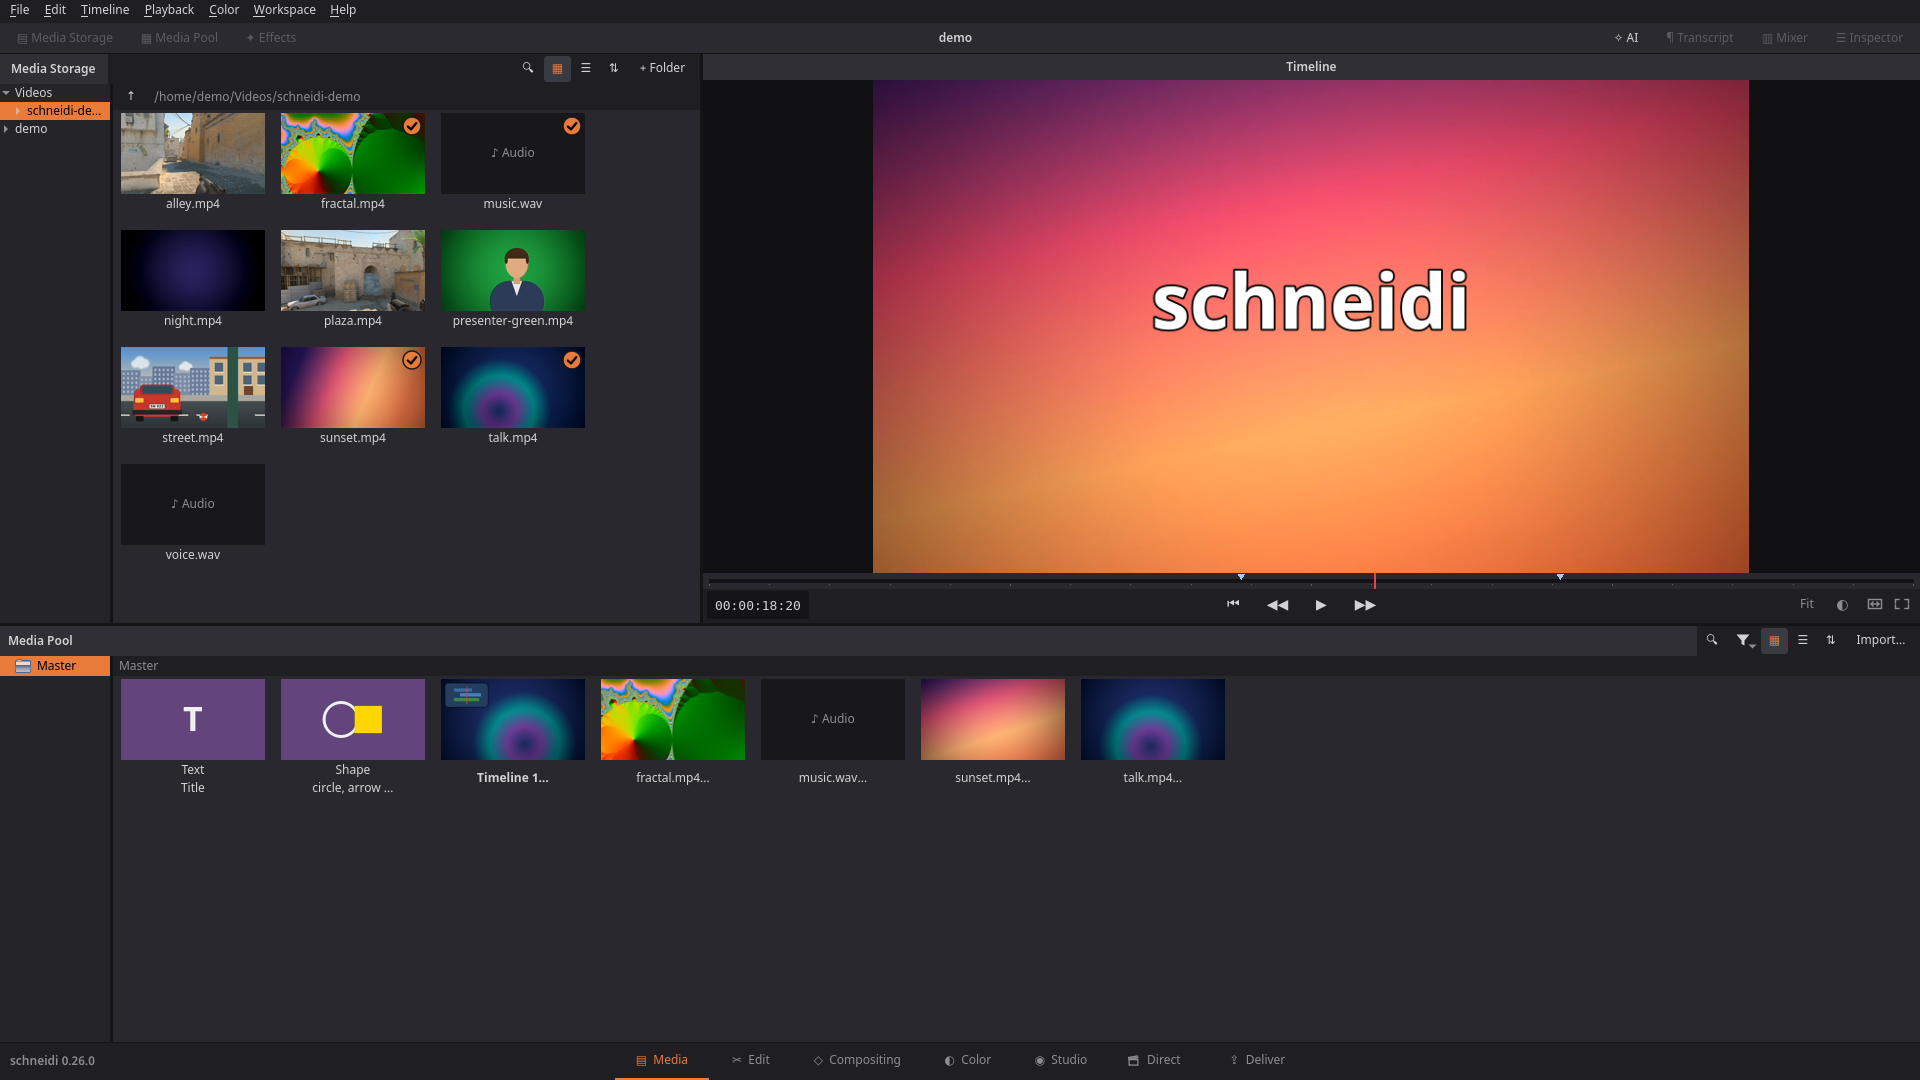 File Edit Timeline Playback Color Workspace Help
Media Storage Media Pool Effects demo AI Transcript Mixer Inspector
Media Storage + Folder
Timeline
Videos
schneidi-de...
demo
/home/demo/Videos/schneidi-demo
alley.mp4 fractal.mp4 music.wav
♪ Audio
night.mp4 plaza.mp4 presenter-green.mp4
street.mp4 sunset.mp4 talk.mp4
♪ Audio
voice.wav
schneidi
00:00:18:20 Fit
Media Pool Import...
Master
Master
T
♪ Audio
Text Shape Timeline 1... fractal.mp4... music.wav... sunset.mp4... talk.mp4...
Title circle, arrow ...
schneidi 0.26.0 Media Edit Compositing Color Studio Direct Deliver